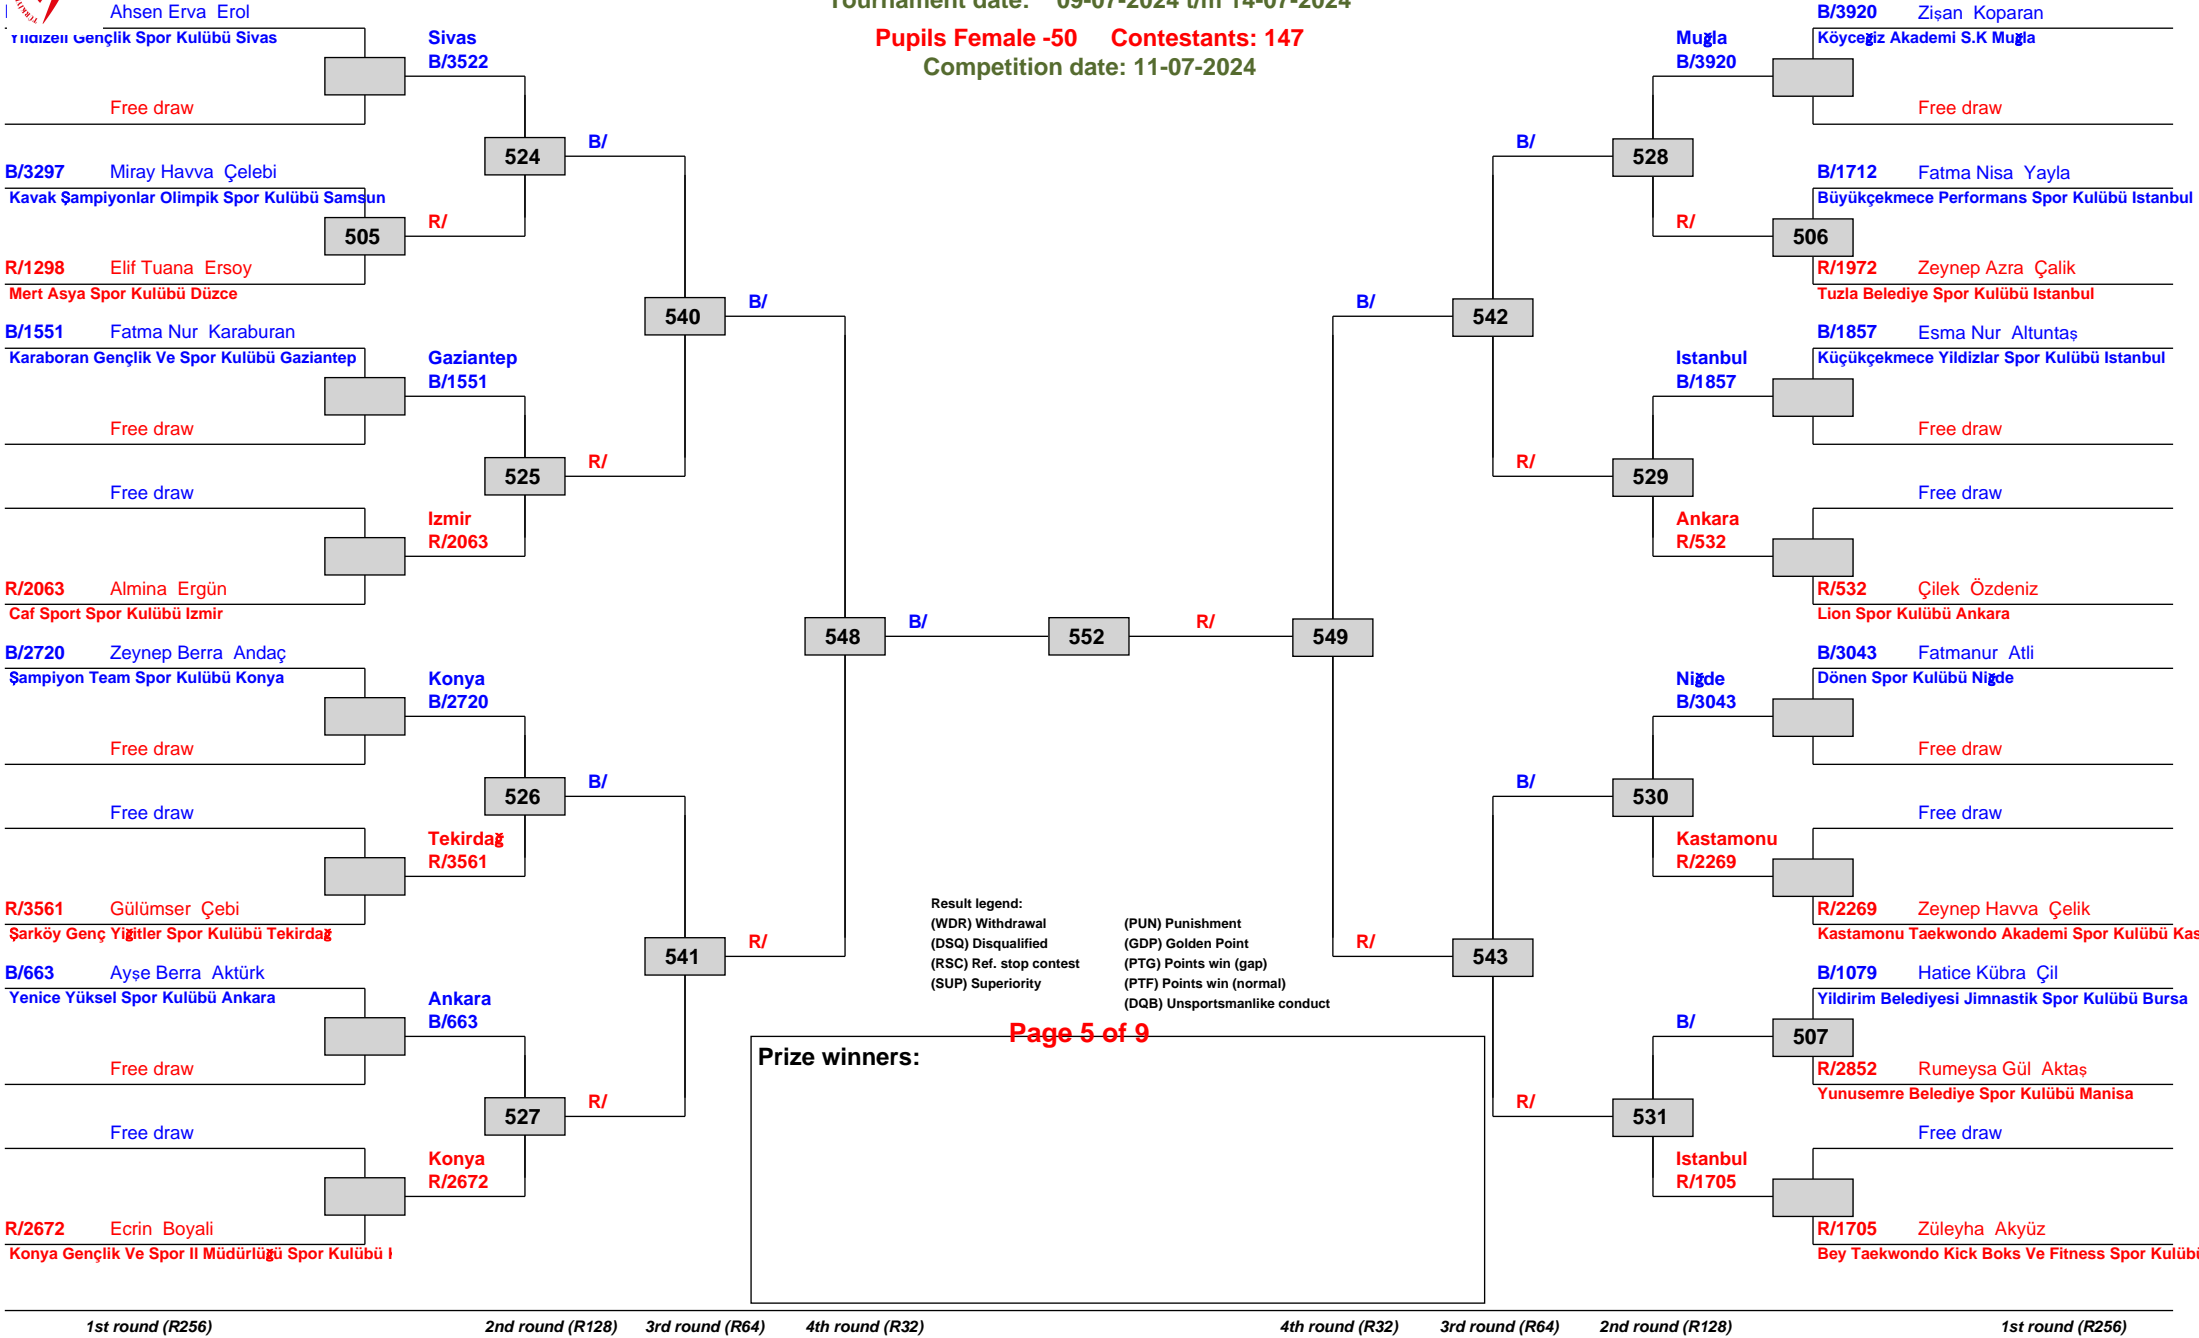 Tournament date: 09-07-2024 t/m 14-07-2024
Pupils Female -50 Contestants: 147
Competition date: 11-07-2024
Ahsen Erva Erol
Yildizeli Gençlik Spor Kulübü Sivas
Free draw
Sivas
B/3522
B/3297 Miray Havva Çelebi
Kavak Şampiyonlar Olimpik Spor Kulübü Samsun
505
R/
R/1298 Elif Tuana Ersoy
Mert Asya Spor Kulübü Düzce
524
B/
B/1551 Fatma Nur Karaburan
Karaboran Gençlik Ve Spor Kulübü Gaziantep
Free draw
Gaziantep
B/1551
Free draw
Izmir
R/2063
R/2063 Almina Ergün
Caf Sport Spor Kulübü Izmir
525
R/
540
B/
B/2720 Zeynep Berra Andaç
Şampiyon Team Spor Kulübü Konya
Free draw
Konya
B/2720
Free draw
Tekirdağ
R/3561
R/3561 Gülümser Çebi
Şarköy Genç Yiğitler Spor Kulübü Tekirdağ
526
B/
B/663 Ayşe Berra Aktürk
Yenice Yüksel Spor Kulübü Ankara
Free draw
Ankara
B/663
Free draw
Konya
R/2672
R/2672 Ecrin Boyali
Konya Gençlik Ve Spor Il Müdürlüğü Spor Kulübü
527
R/
541
R/
548
B/
552
R/
549
B/3920 Zişan Koparan
Köyceğiz Akademi S.K Muğla
Free draw
Muğla
B/3920
B/1712 Fatma Nisa Yayla
Büyükçekmece Performans Spor Kulübü Istanbul
506
R/
R/1972 Zeynep Azra Çalik
Tuzla Belediye Spor Kulübü Istanbul
528
B/
B/1857 Esma Nur Altuntaş
Küçükçekmece Yildizlar Spor Kulübü Istanbul
Free draw
Istanbul
B/1857
Free draw
Ankara
R/532
R/532 Çilek Özdeniz
Lion Spor Kulübü Ankara
529
R/
542
B/
B/3043 Fatmanur Atli
Dönen Spor Kulübü Niğde
Free draw
Niğde
B/3043
Free draw
Kastamonu
R/2269
R/2269 Zeynep Havva Çelik
Kastamonu Taekwondo Akademi Spor Kulübü Kas
530
B/
B/1079 Hatice Kübra Çil
Yildirim Belediyesi Jimnastik Spor Kulübü Bursa
507
B/
R/2852 Rumeysa Gül Aktaş
Yunusemre Belediye Spor Kulübü Manisa
Free draw
Istanbul
R/1705
R/1705 Züleyha Akyüz
Bey Taekwondo Kick Boks Ve Fitness Spor Kulübü
531
R/
543
R/
Result legend:
(WDR) Withdrawal (PUN) Punishment
(DSQ) Disqualified (GDP) Golden Point
(RSC) Ref. stop contest (PTG) Points win (gap)
(SUP) Superiority (PTF) Points win (normal)
(DQB) Unsportsmanlike conduct
Page 5 of 9
Prize winners:
1st round (R256) 2nd round (R128) 3rd round (R64) 4th round (R32) 4th round (R32) 3rd round (R64) 2nd round (R128) 1st round (R256)